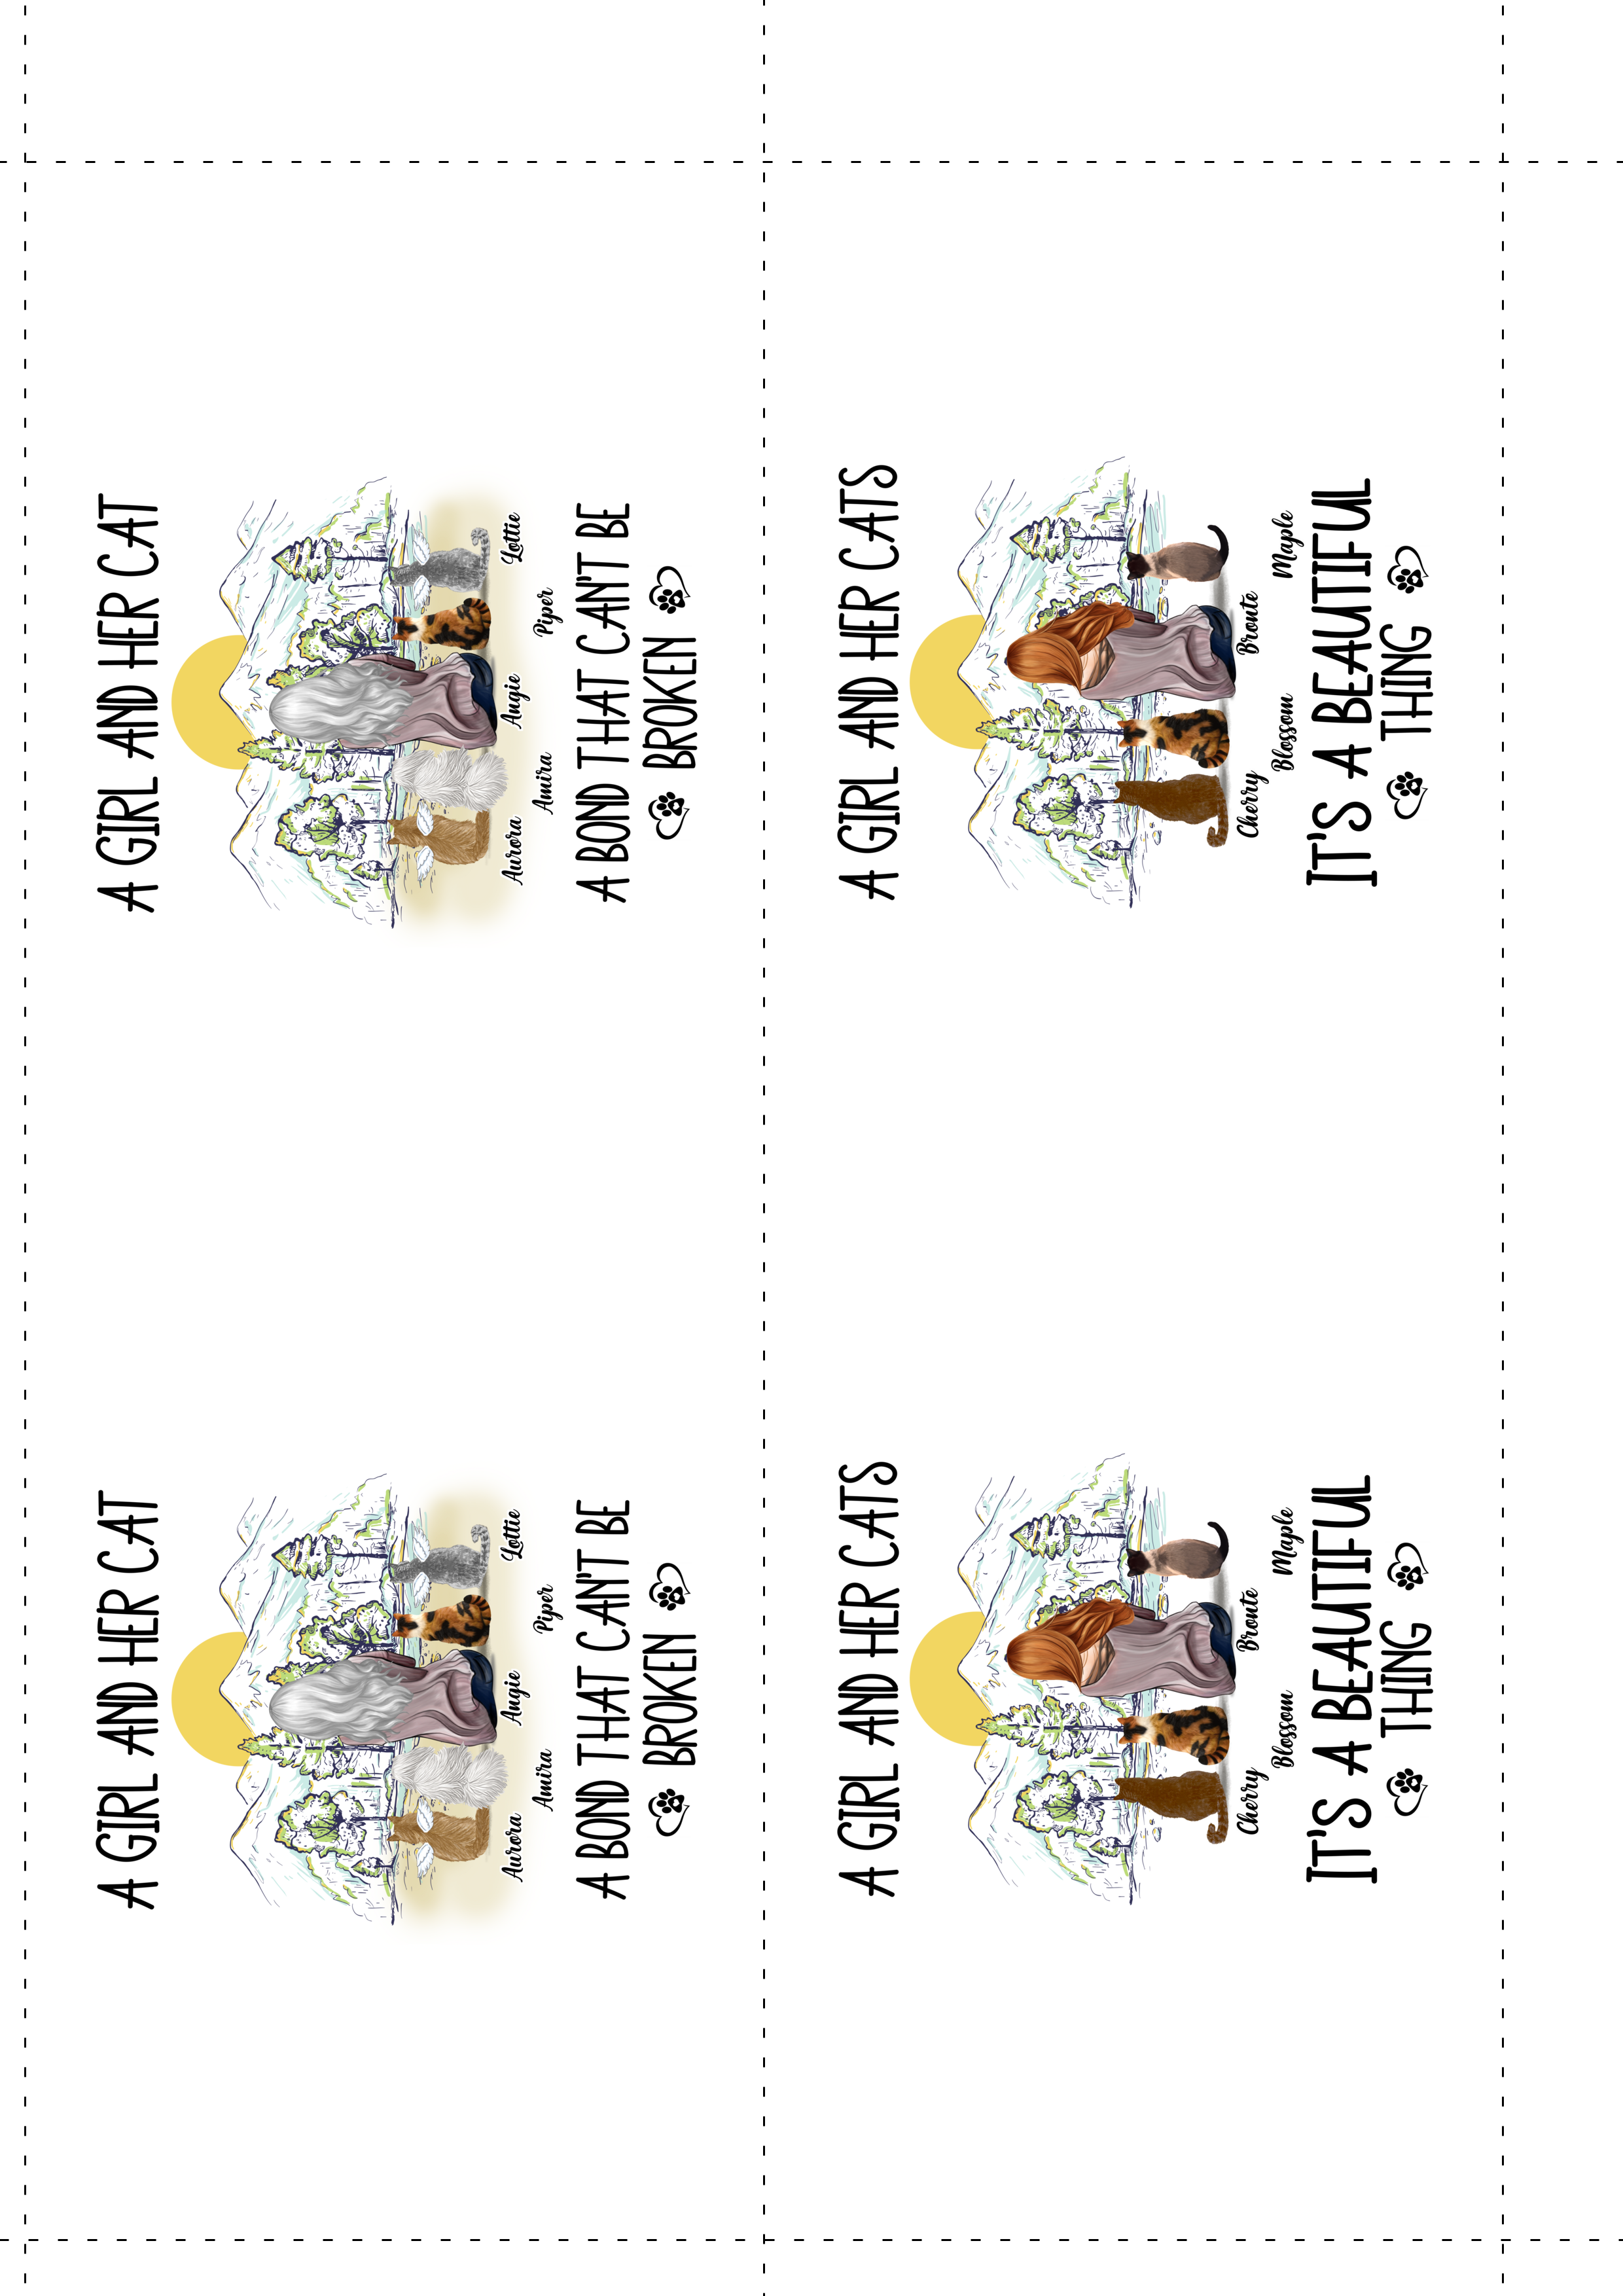 A GIRL AND HER CAT
Aurora
Amira
Augie
Piper
Lottie
A BOND THAT CAN'T BE
BROKEN
A GIRL AND HER CAT
Aurora
Amira
Augie
Piper
Lottie
A BOND THAT CAN'T BE
BROKEN
A GIRL AND HER CATS
Cherry
Blossom
Bronte
Maple
IT'S A BEAUTIFUL
THING
A GIRL AND HER CATS
Cherry
Blossom
Bronte
Maple
IT'S A BEAUTIFUL
THING